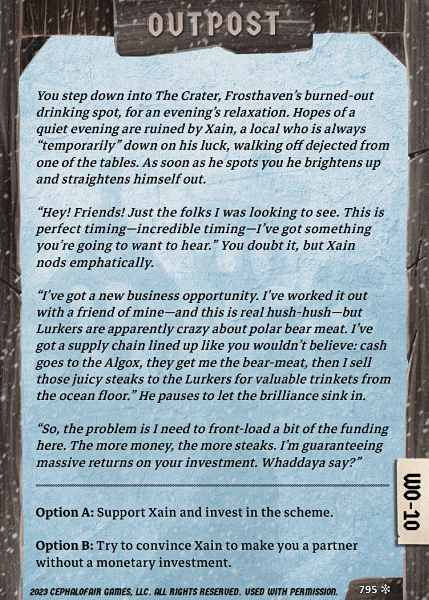 OUTPOST
You step down into The Crater, Frosthaven's burned-out
drinking spot, for an evening's relaxation. Hopes of a
quiet evening are ruined by Xain, a local who is always
“temporarily” down on his luck, walking off dejected from
one of the tables. As soon as he spots you he brightens up
and straightens himself out.
“Hey! Friends! Just the folks I was looking to see. This is
perfect timing—incredible timing—I've got something
you're going to want to hear.” You doubt it, but Xain
nods emphatically.
“I've got a new business opportunity. I've worked it out
with a friend of mine—and this is real hush-hush—but
Lurkers are apparently crazy about polar bear meat. I've
got a supply chain lined up like you wouldn't believe: cash
goes to the Algox, they get me the bear-meat, then I sell
those juicy steaks to the Lurkers for valuable trinkets from
the ocean floor.” He pauses to let the brilliance sink in.
“So, the problem is I need to front-load a bit of the funding
here. The more money, the more steaks. I'm guaranteeing
massive returns on your investment. Whaddaya say?”
Option A: Support Xain and invest in the scheme.
Option B: Try to convince Xain to make you a partner
without a monetary investment.
WO-10
2023 CEPHALOFAIR GAMES, LLC. ALL RIGHTS RESERVED. USED WITH PERMISSION.
795